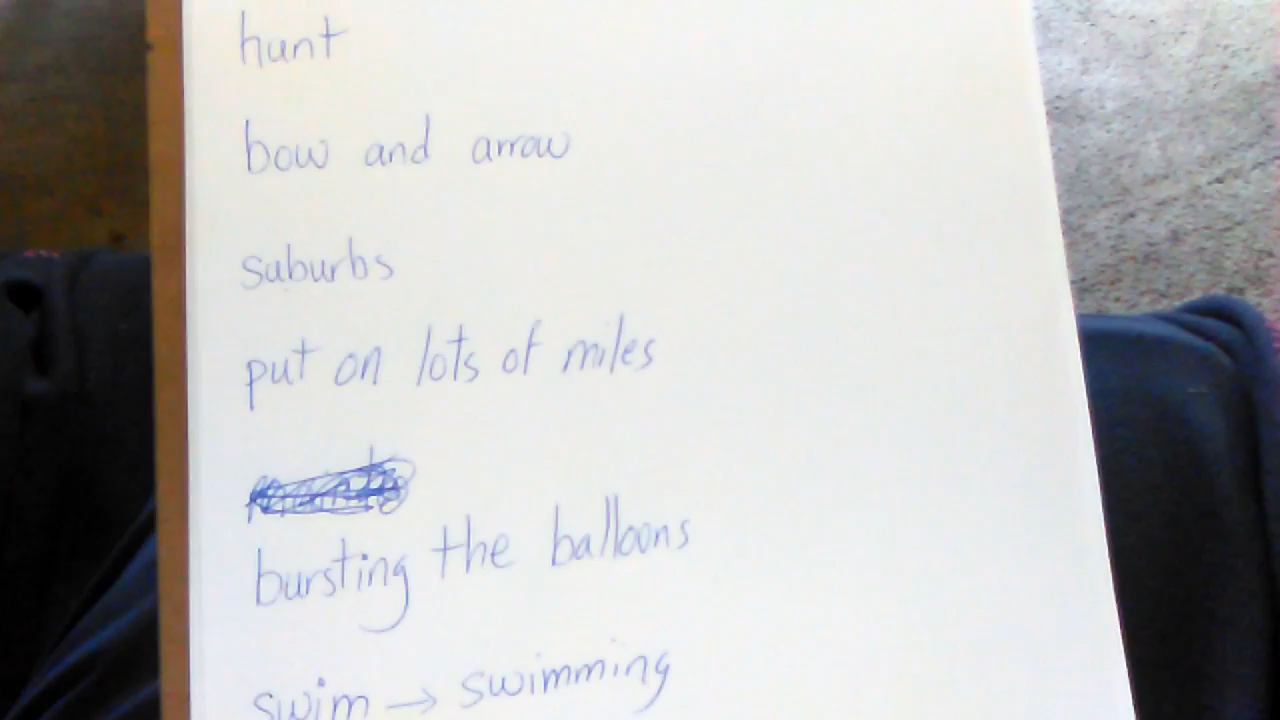 hunt
bow and arrow
suburbs
put on lots of miles
bursting the balloons
swim → swimming